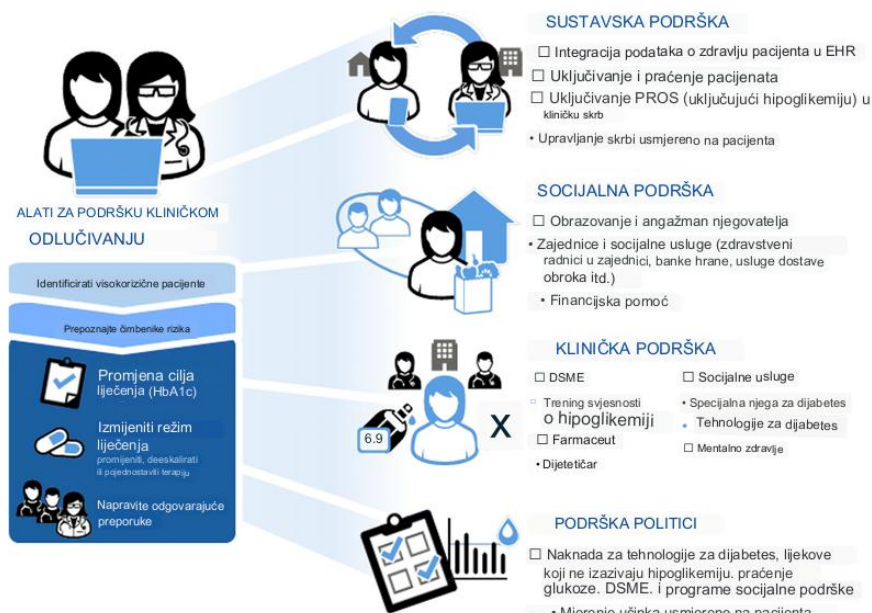 ALATI ZA PODRŠKU KLINIČKOM
ODLUČIVANJU
Identificirati visokorizične pacijente
Prepoznajte čimbenike rizika
Promjena cilja
liječenja (HbA1c)
Izmijeniti režim
liječenja
promijeniti, deeskalirati
ili pojednostaviti terapiju
Napravite odgovarajuće
preporuke
SUSTAVSKA PODRŠKA
☐ Integracija podataka o zdravlju pacijenta u EHR
☐ Uključivanje i praćenje pacijenata
☐ Uključivanje PROS (uključujući hipoglikemiju) u
kliničku skrb
• Upravljanje skrbi usmjereno na pacijenta
SOCIJALNA PODRŠKA
☐ Obrazovanje i angažman njegovatelja
• Zajednice i socijalne usluge (zdravstveni
radnici u zajednici, banke hrane, usluge dostave
obroka itd.)
• Financijska pomoć
6.9
X
KLINIČKA PODRŠKA
☐ DSME
▫ Trening svjesnosti
o hipoglikemiji
☐ Farmaceut
• Dijetetičar
☐ Socijalne usluge
• Specijalna njega za dijabetes
• Tehnologije za dijabetes
☐ Mentalno zdravlje
PODRŠKA POLITICI
☐ Naknada za tehnologije za dijabetes, lijekove
koji ne izazivaju hipoglikemiju. praćenje
glukoze. DSME. i programe socijalne podrške
• Mjerenje učinka usmjereno na pacijenta